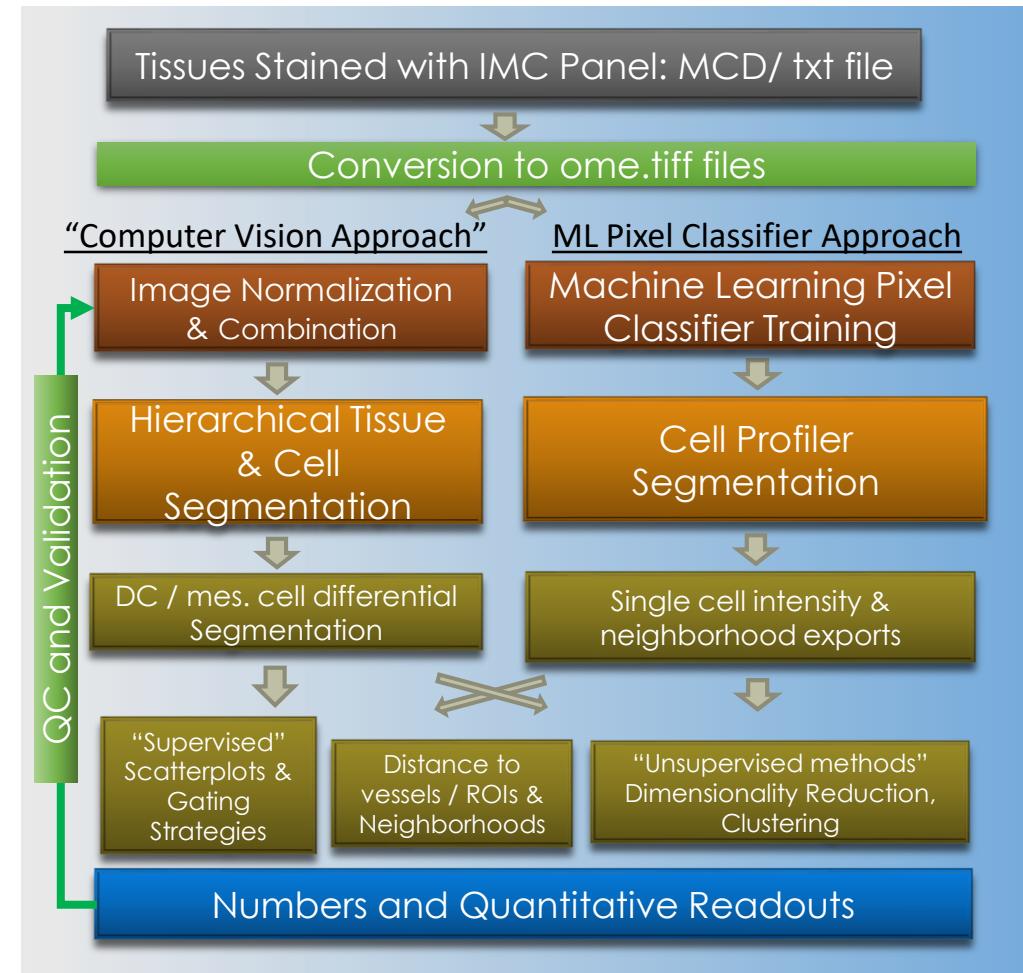 Tissues Stained with IMC Panel: MCD/ txt file
Conversion to ome.tiff files
“Computer Vision Approach”
ML Pixel Classifier Approach
Image Normalization
& Combination
Machine Learning Pixel
Classifier Training
Hierarchical Tissue
& Cell
Segmentation
Cell Profiler
Segmentation
DC / mes. cell differential
Segmentation
Single cell intensity &
neighborhood exports
QC and Validation
“Supervised”
Scatterplots &
Gating
Strategies
Distance to
vessels / ROIs &
Neighborhoods
“Unsupervised methods”
Dimensionality Reduction,
Clustering
Numbers and Quantitative Readouts